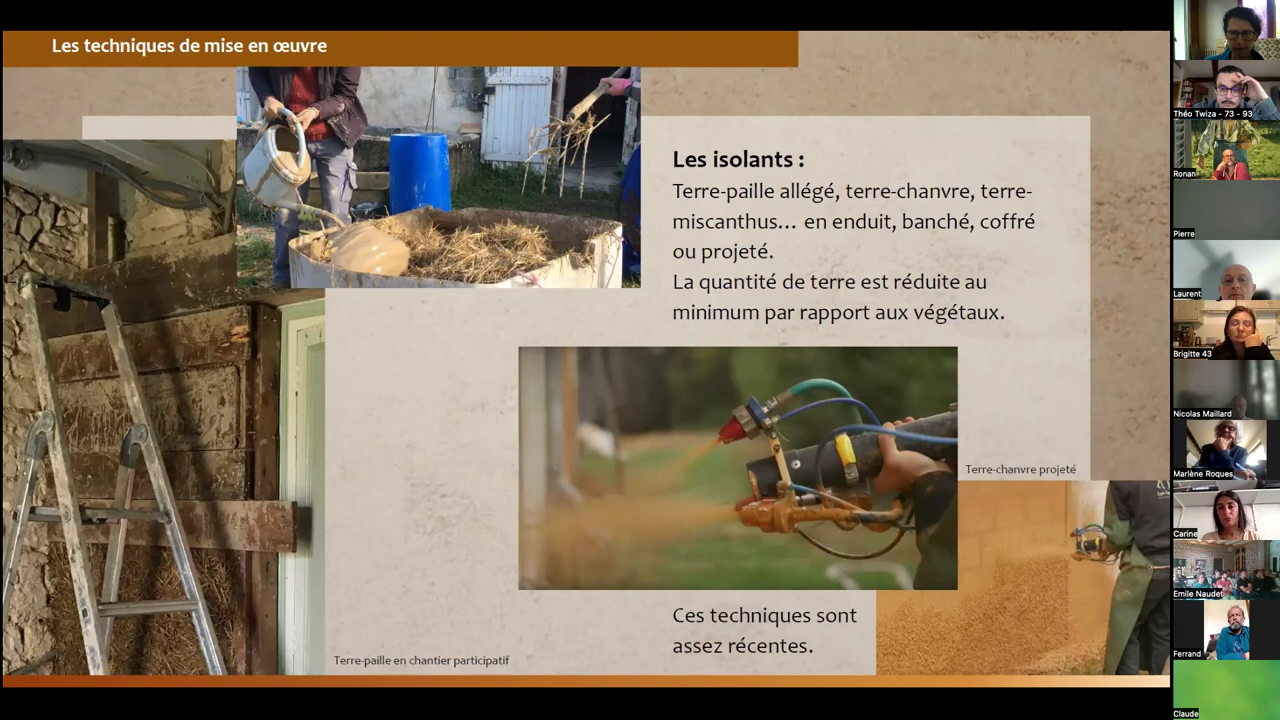 Les techniques de mise en œuvre
Les isolants :
Terre-paille allégé, terre-chanvre, terre-
miscanthus… en enduit, banché, coffré
ou projeté.
La quantité de terre est réduite au
minimum par rapport aux végétaux.
Terre-chanvre projeté
Ces techniques sont
assez récentes.
Terre-paille en chantier participatif
Théo Twiza - 73 - 93
Ronan
Pierre
Laurent
Brigitte 43
Nicolas Maillard
Marlène Roques
Carine
Emile Naudet
Ferrand
Claude